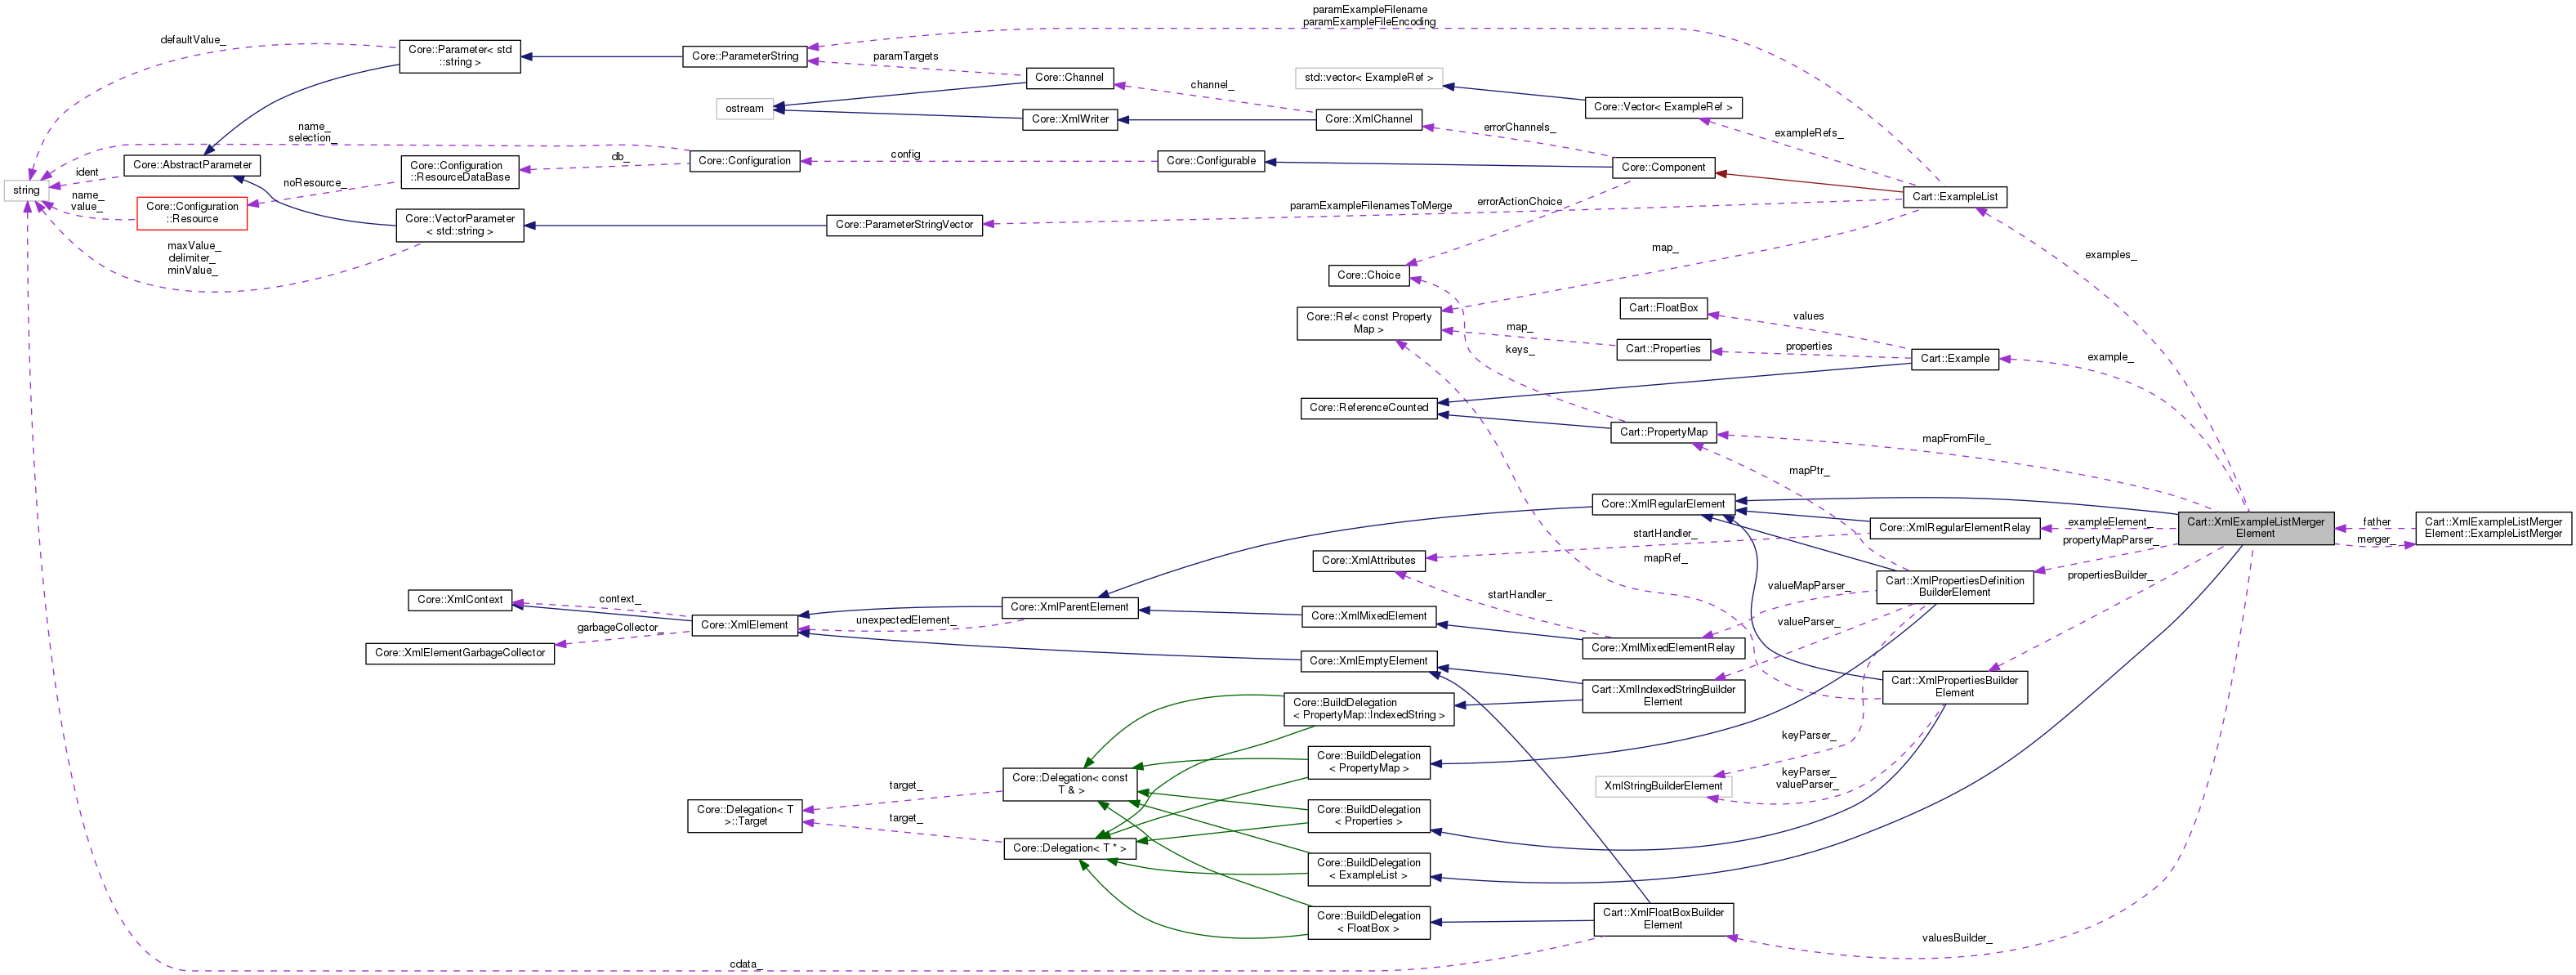 paramExampleFilename
paramExampleFileEncoding
defaultValue_
Core::Parameter< std
::string >
Core::ParameterString
paramTargets
Core::Channel
std::vector< ExampleRef >
channel_
ostream
Core::XmlWriter
Core::XmlChannel
Core::Vector< ExampleRef >
name_
selection_
errorChannels_
exampleRefs_
Core::AbstractParameter
Core::Configuration
::ResourceDataBase
db_
Core::Configuration
config
Core::Configurable
Core::Component
ident
string
noResource_
name_
value_
Core::Configuration
::Resource
Cart::ExampleList
paramExampleFilenamesToMerge
errorActionChoice
Core::VectorParameter
< std::string >
Core::ParameterStringVector
maxValue_
delimiter_
minValue_
map_
examples_
Core::Choice
Cart::FloatBox
Core::Ref< const Property
Map >
values
map_
keys_
Cart::Properties
properties
Cart::Example
example_
Core::ReferenceCounted
Cart::PropertyMap
mapFromFile_
mapPtr_
Core::XmlRegularElement
startHandler_
Core::XmlRegularElementRelay
exampleElement_
propertyMapParser_
Cart::XmlExampleListMerger
Element
father
merger_
Cart::XmlExampleListMerger
Element::ExampleListMerger
Core::XmlAttributes
mapRef_
valueMapParser_
Cart::XmlPropertiesDefinition
BuilderElement
propertiesBuilder_
Core::XmlContext
context_
Core::XmlParentElement
startHandler_
Core::XmlMixedElement
valueParser_
Core::XmlElement
unexpectedElement_
garbageCollector_
Core::XmlElementGarbageCollector
Core::XmlMixedElementRelay
Core::XmlEmptyElement
Cart::XmlIndexedStringBuilder
Element
Cart::XmlPropertiesBuilder
Element
Core::BuildDelegation
< PropertyMap::IndexedString >
keyParser_
Core::BuildDelegation
< PropertyMap >
Core::Delegation< const
T & >
target_
keyParser_
valueParser_
XmlStringBuilderElement
Core::Delegation< T
>::Target
target_
Core::BuildDelegation
< Properties >
Core::Delegation< T * >
Core::BuildDelegation
< ExampleList >
Core::BuildDelegation
< FloatBox >
Cart::XmlFloatBoxBuilder
Element
valuesBuilder_
cdata_